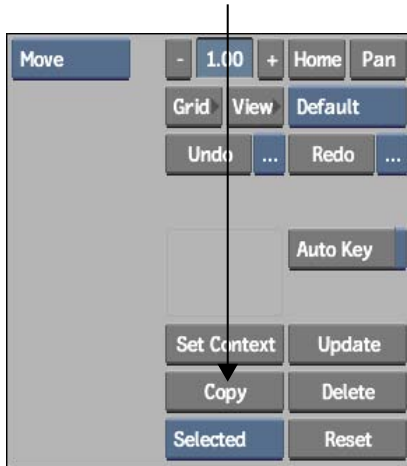 Move - 1.00 + Home Pan
Grid View Default
Undo ... Redo ...
Auto Key
Set Context Update
Copy Delete
Selected Reset